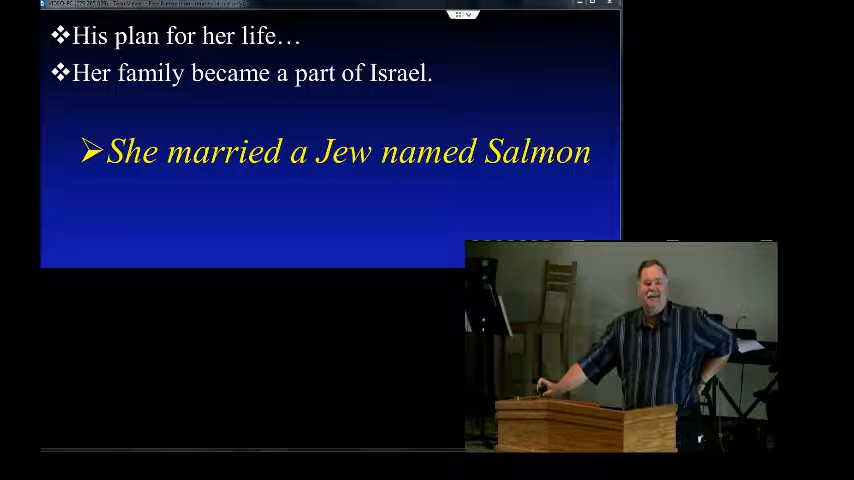 His plan for her life…
Her family became a part of Israel.
She married a Jew named Salmon